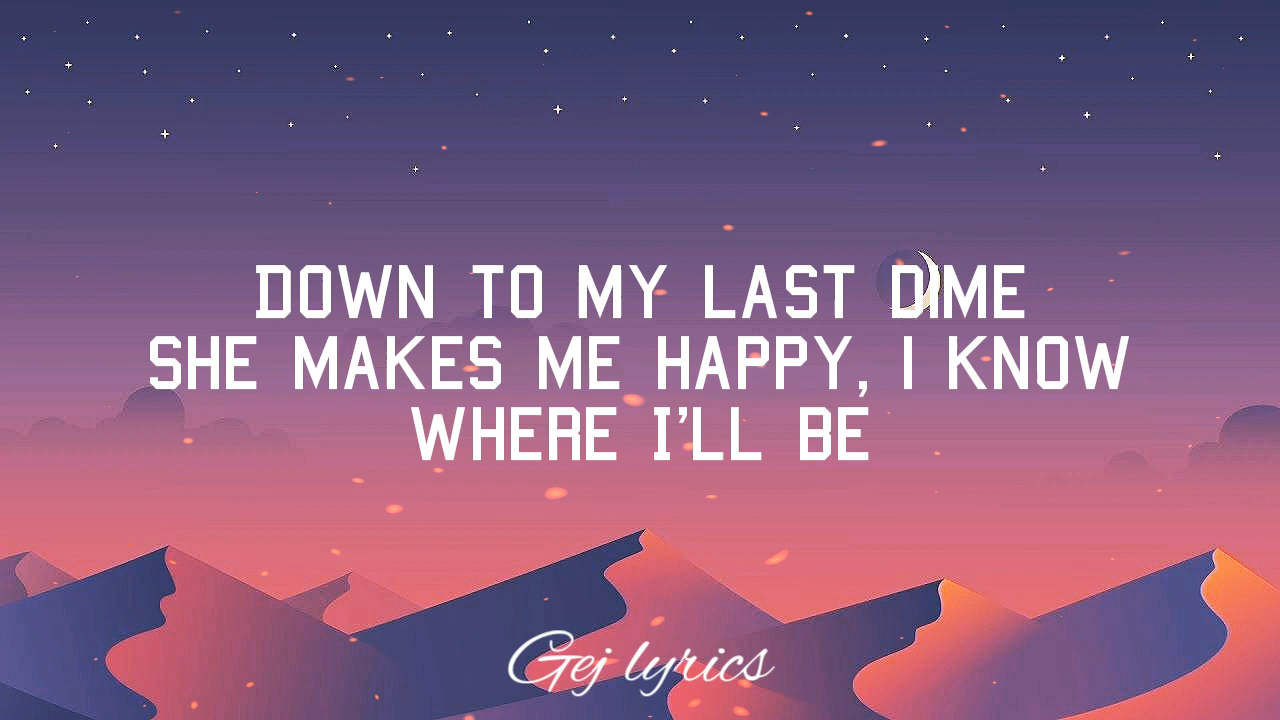 DOWN TO MY LAST DIME
SHE MAKES ME HAPPY, I KNOW
WHERE I'LL BE
Gej lyrics